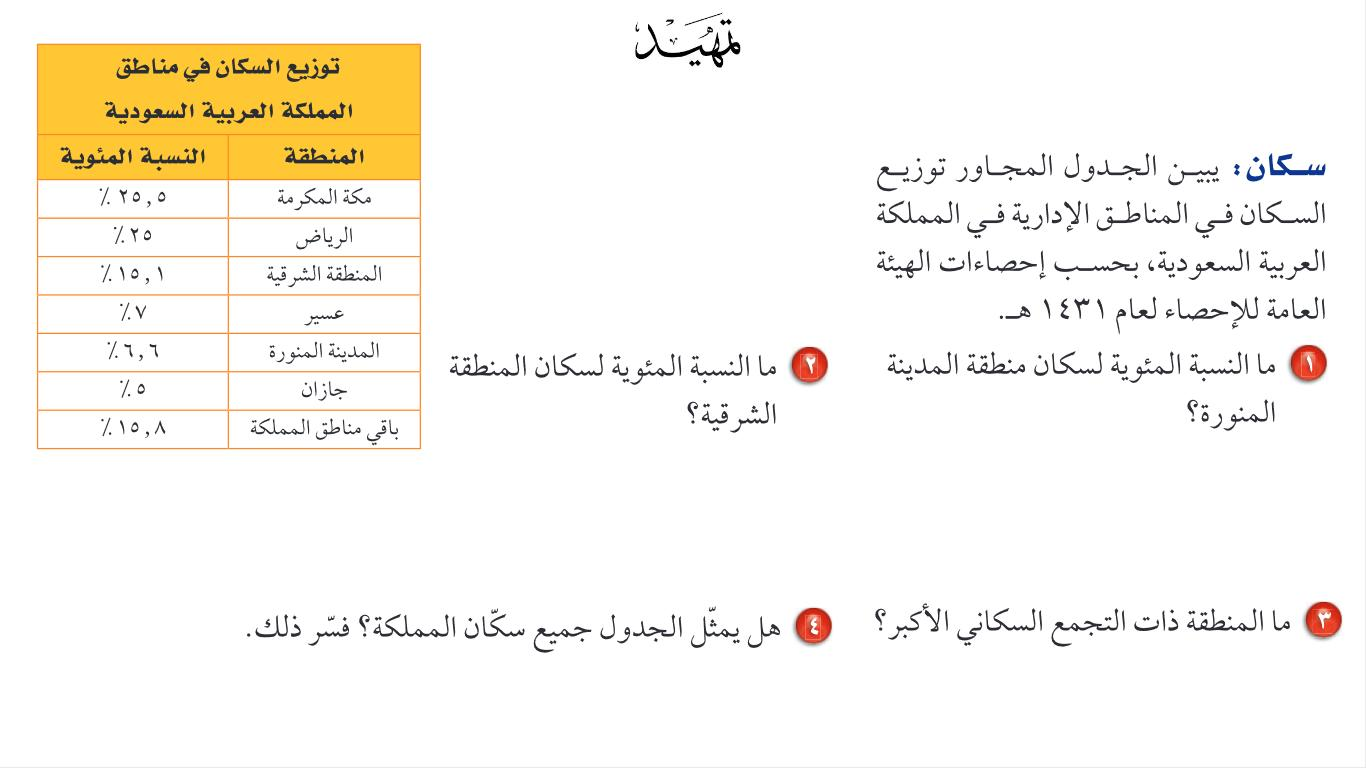 تمهيد
سكان: يبين الجدول المجاور توزيع
السكان في المناطق الإدارية في المملكة
العربية السعودية، بحسب إحصاءات الهيئة
العامة للإحصاء لعام ١٤٣١ هـ.
توزيع السكان في مناطق
المملكة العربية السعودية
المنطقة النسبة المئوية
مكة المكرمة ٢٥,٥ ٪
الرياض ٢٥٪
المنطقة الشرقية ١٥,١ ٪
عسير ٧٪
المدينة المنورة ٦,٦ ٪
جازان ٥ ٪
باقي مناطق المملكة ١٥,٨ ٪
١ ما النسبة المئوية لسكان منطقة المدينة
المنورة؟
٢ ما النسبة المئوية لسكان المنطقة
الشرقية؟
٣ ما المنطقة ذات التجمع السكاني الأكبر؟
٤ هل يمثّل الجدول جميع سكّان المملكة؟ فسّر ذلك.